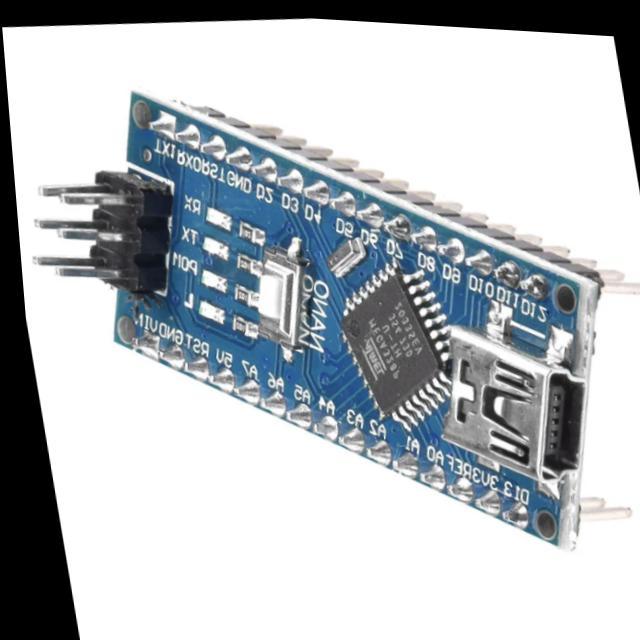 TX1 RX0 RST GND D2 D3 D4 D5 D6 D7 D8 D9 D10 D11 D12
RX
TX
POW
L
NANO
VIN GND RST 5V A7 A6 A5 A4 A3 A2 A1 A0 REF 3V3 D13